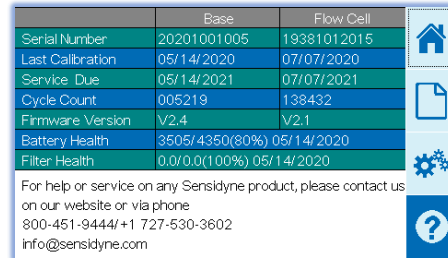 Base Flow Cell
Serial Number 20201001005 19381012015
Last Calibration 05/14/2020 07/07/2020
Service Due 05/14/2021 07/07/2021
Cycle Count 005219 138432
Firmware Version V2.4 V2.1
Battery Health 3505/4350(80%) 05/14/2020
Filter Health 0.0/0.0(100%) 05/14/2020
For help or service on any Sensidyne product, please contact us
on our website or via phone
800-451-9444/+1 727-530-3602
info@sensidyne.com
?